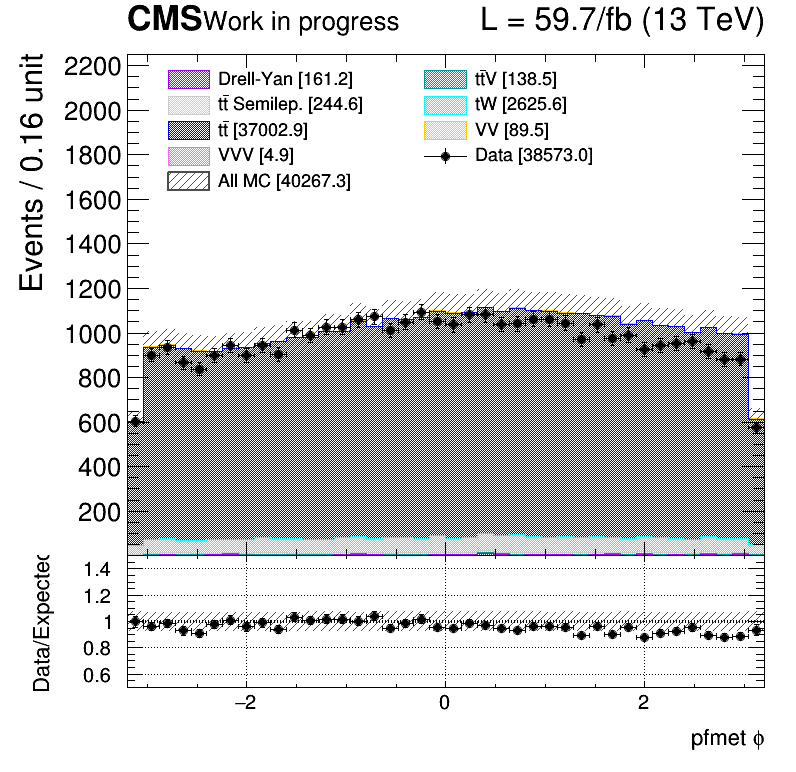 CMS Work in progress L = 59.7/fb (13 TeV)
Events / 0.16 unit
2200
2000
1800
1600
1400
1200
1000
800
600
400
200
Drell-Yan [161.2]
tt̄ Semilep. [244.6]
tt̄ [37002.9]
VVV [4.9]
All MC [40267.3]
tt̄V [138.5]
tW [2625.6]
VV [89.5]
Data [38573.0]
Data/Expected
1.4
1.2
1
0.8
0.6
−2 0 2
pfmet ϕ